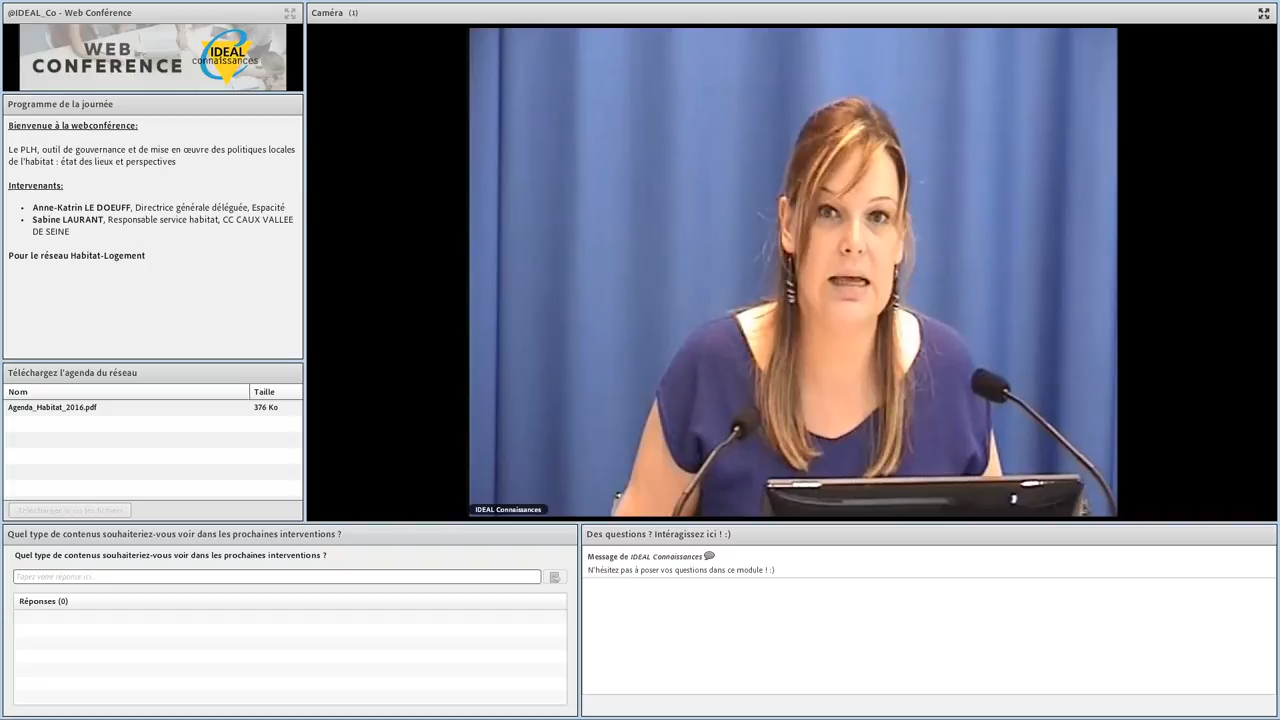 @IDEAL_Co - Web Conférence
WEB
CONFERENCE
IDEAL
connaissances
Programme de la journée
Bienvenue à la webconférence:
Le PLH, outil de gouvernance et de mise en œuvre des politiques locales
de l'habitat : état des lieux et perspectives
Intervenants:
• Anne-Katrin LE DOEUFF, Directrice générale déléguée, Espacité
• Sabine LAURANT, Responsable service habitat, CC CAUX VALLEE
DE SEINE
Pour le réseau Habitat-Logement
Téléchargez l'agenda du réseau
Nom Taille
Agenda_Habitat_2016.pdf 376 Ko
Caméra (1)
IDEAL Connaissances
Quel type de contenus souhaiteriez-vous voir dans les prochaines interventions ?
Quel type de contenus souhaiteriez-vous voir dans les prochaines interventions ?
Tapez votre réponse ici...
Réponses (0)
Des questions ? Intéragissez ici ! :)
Message de IDEAL Connaissances
N'hésitez pas à poser vos questions dans ce module ! :)